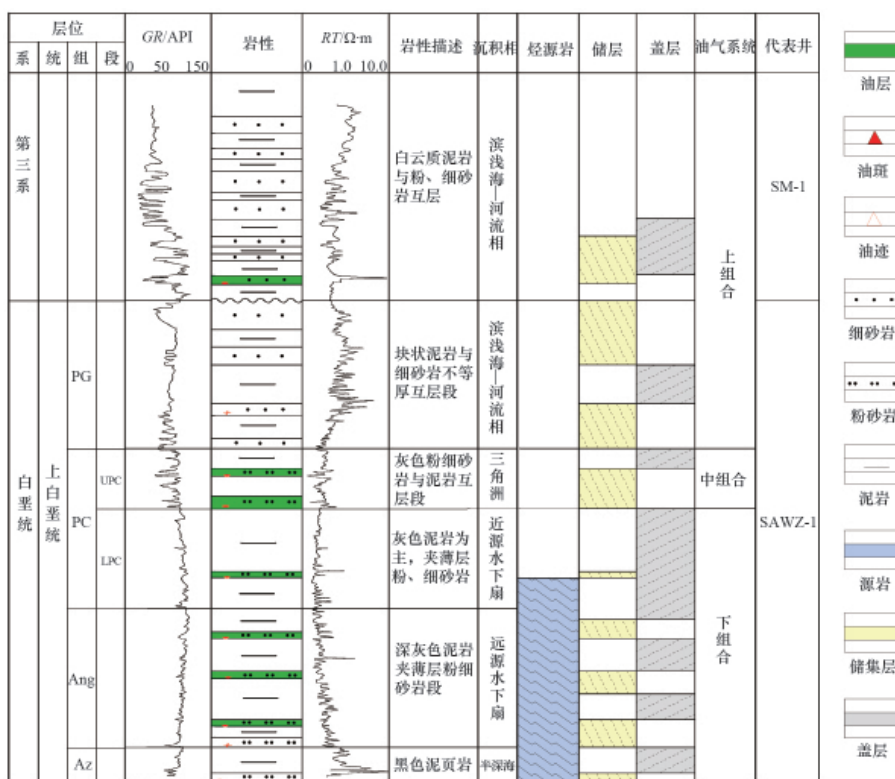 层位
GR/API
岩性
RT/Ω·m
岩性描述
沉积相
烃源岩
储层
盖层
油气系统
代表井
系
统
组
段
0 50 150
0 1.0 10.0
第三系
白云质泥岩
与粉、细砂
岩互层
滨浅海—河流相
上组合
SM-1
白垩统
上白垩统
PG
块状泥岩与
细砂岩不等
厚互层段
滨浅海—河流相
PC
UPC
灰色粉细砂
岩与泥岩互
层段
三角洲
中组合
SAWZ-1
LPC
灰色泥岩为
主，夹薄层
粉、细砂岩
近源水下扇
下组合
Ang
深灰色泥岩
夹薄层粉细
砂岩段
远源水下扇
Az
黑色泥页岩
半深海
油层
油斑
油迹
细砂岩
粉砂岩
泥岩
源岩
储集层
盖层